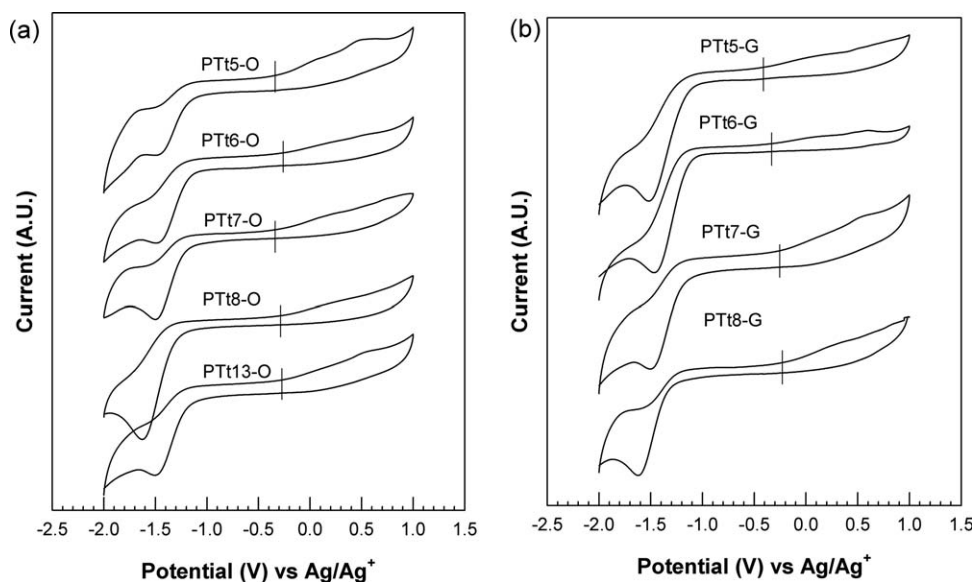 (a)
PTt5-O
PTt6-O
PTt7-O
PTt8-O
PTt13-O
Current (A.U.)
-2.5 -2.0 -1.5 -1.0 -0.5 0.0 0.5 1.0 1.5
Potential (V) vs Ag/Ag⁺
(b)
PTt5-G
PTt6-G
PTt7-G
PTt8-G
Current (A.U.)
-2.5 -2.0 -1.5 -1.0 -0.5 0.0 0.5 1.0 1.5
Potential (V) vs Ag/Ag⁺